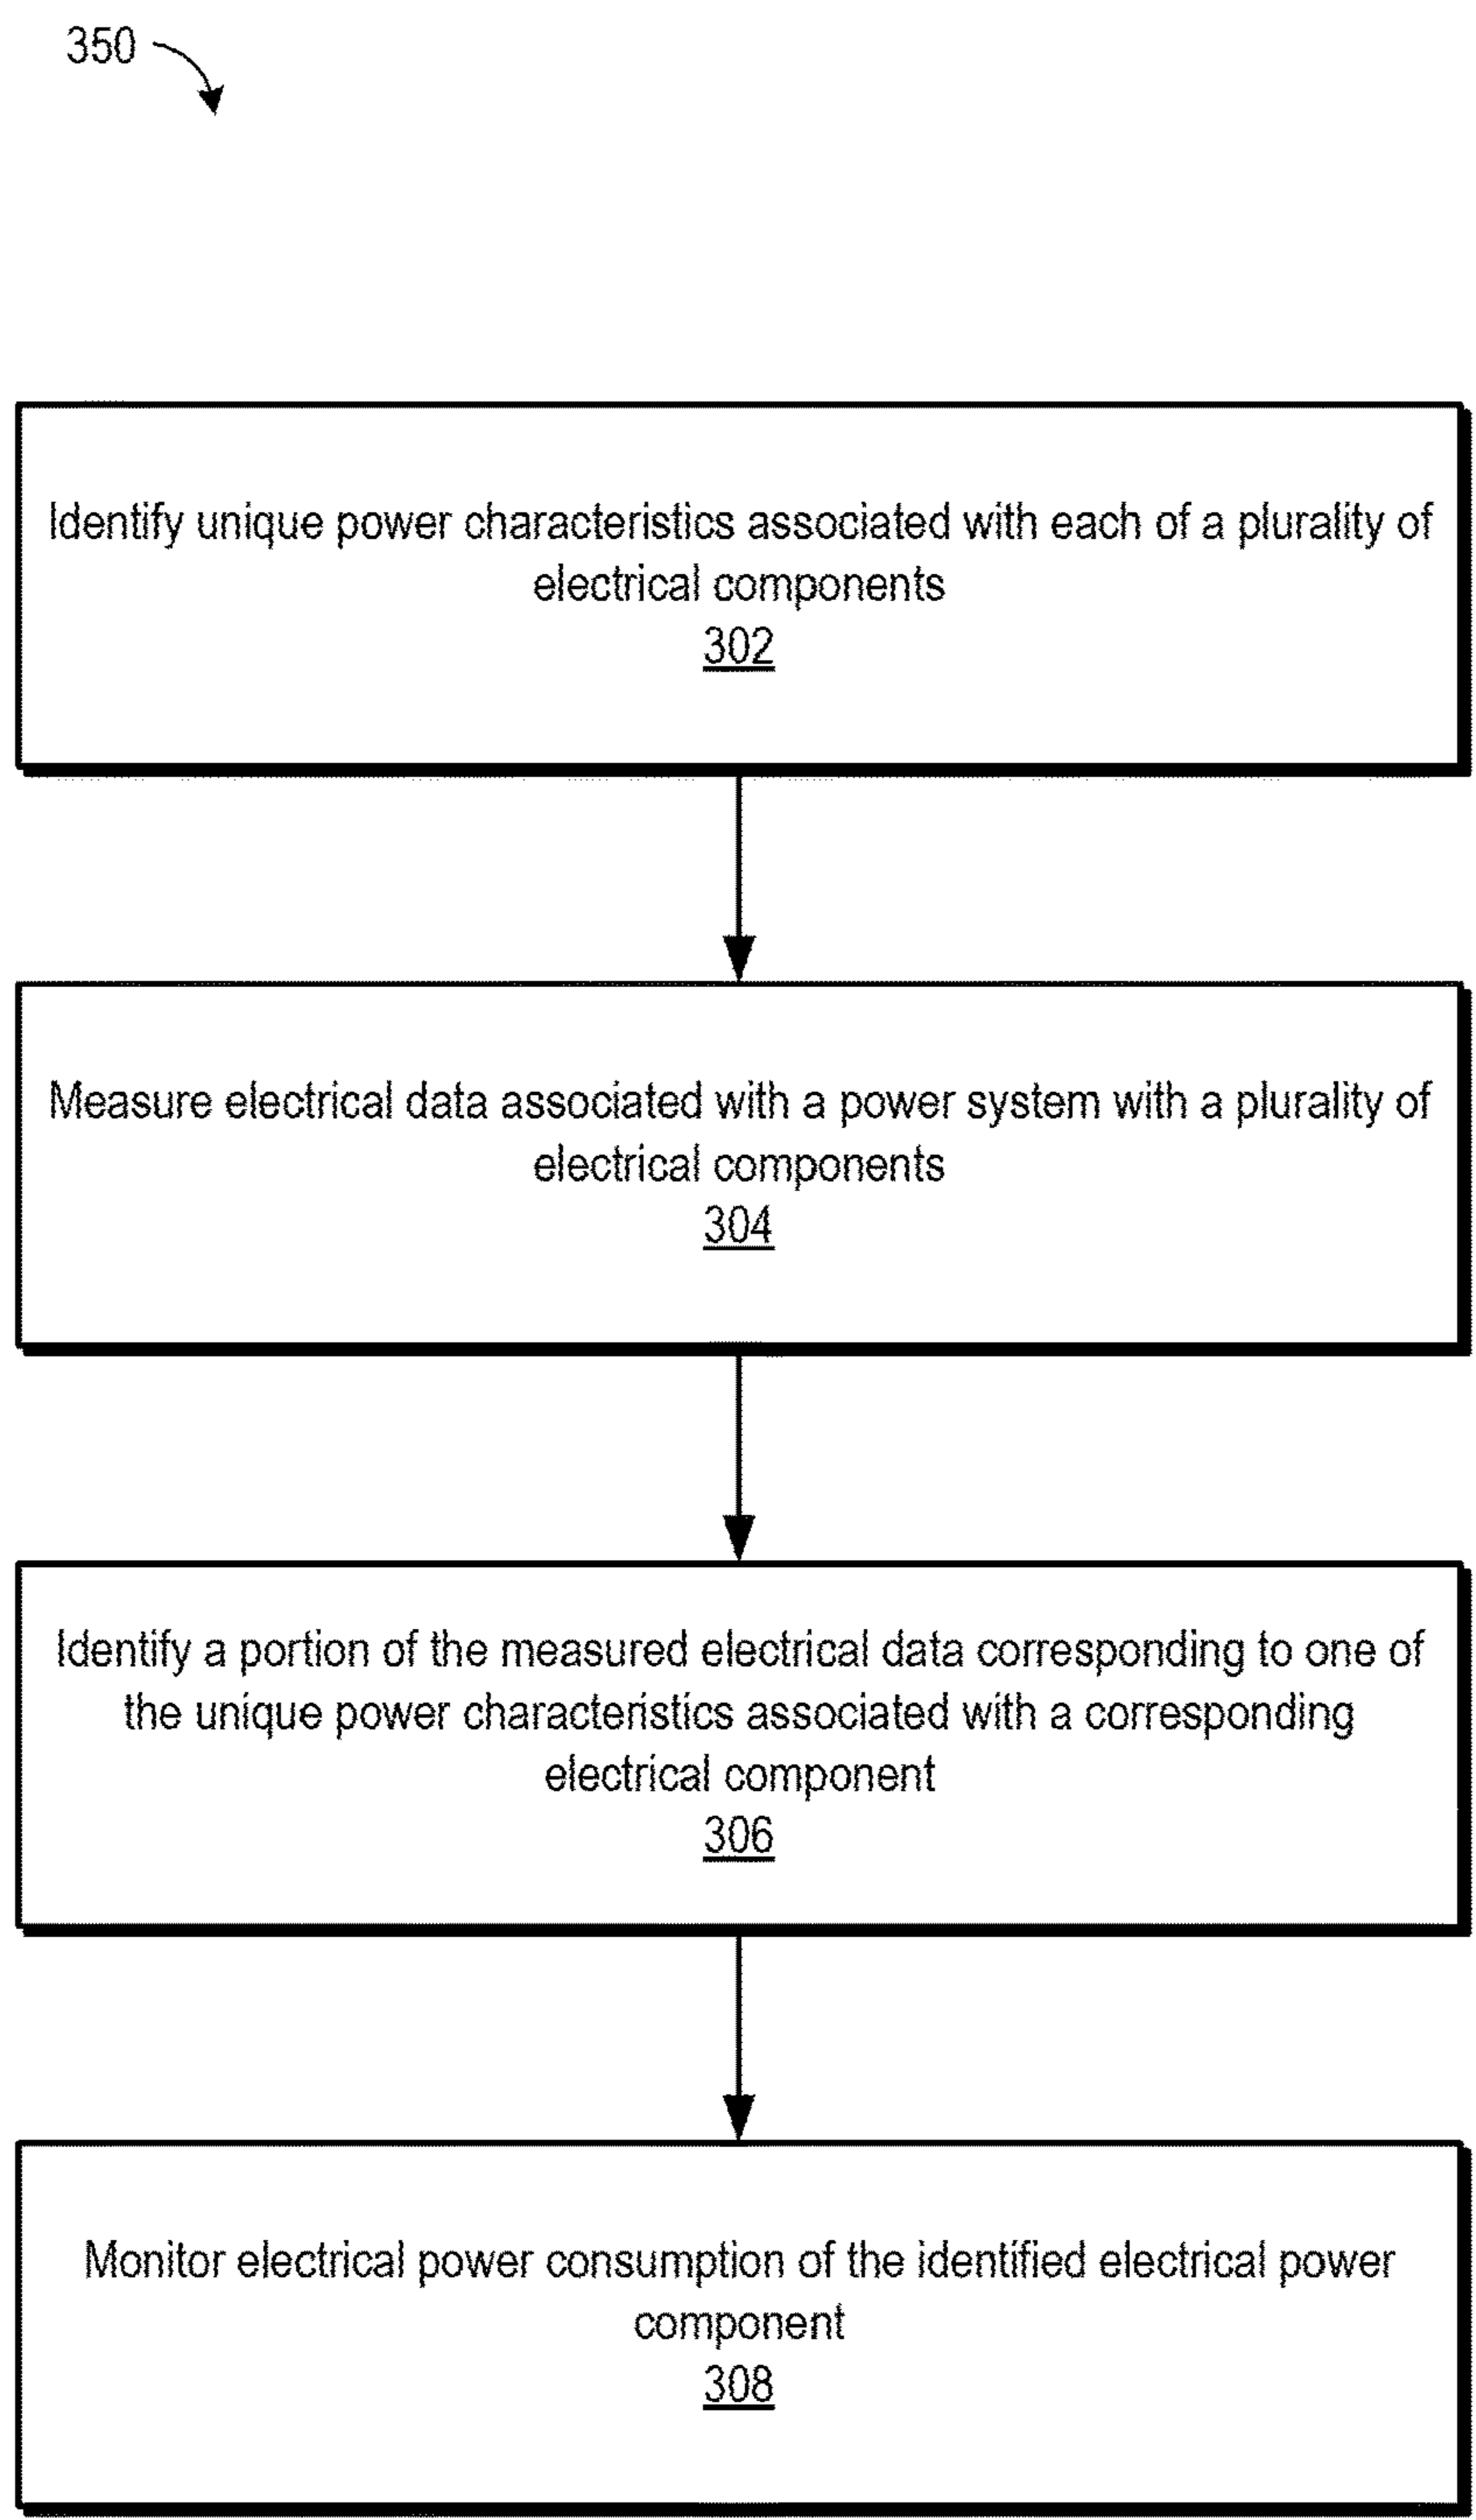 350
Identify unique power characteristics associated with each of a plurality of
electrical components
302
Measure electrical data associated with a power system with a plurality of
electrical components
304
Identify a portion of the measured electrical data corresponding to one of
the unique power characteristics associated with a corresponding
electrical component
306
Monitor electrical power consumption of the identified electrical power
component
308